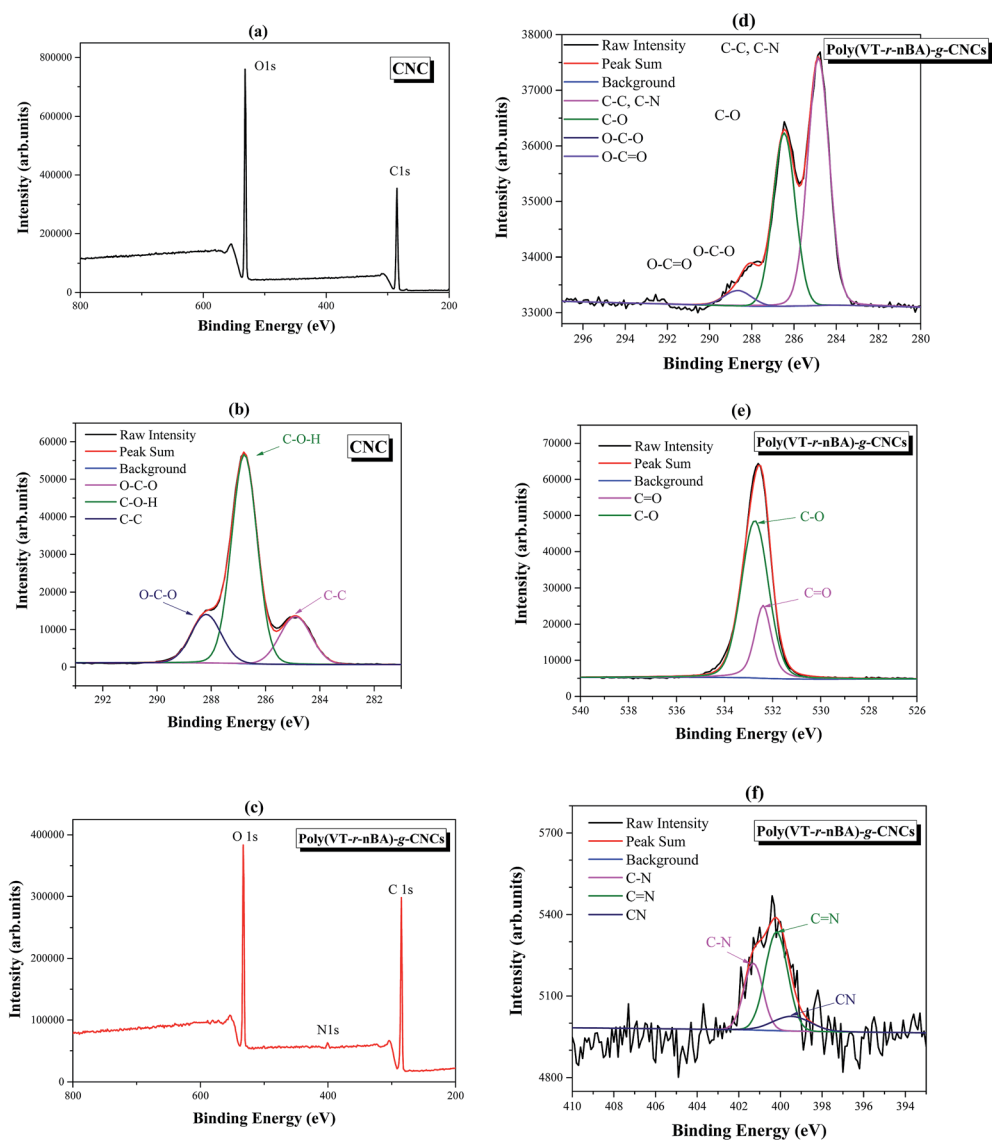 (a)
CNC
O1s
C1s
Intensity (arb.units)
800000
600000
400000
200000
0
800
600
400
200
Binding Energy (eV)
(d)
Raw Intensity
Peak Sum
Background
C-C, C-N
C-O
O-C-O
O-C=O
C-C, C-N
Poly(VT-r-nBA)-g-CNCs
C-O
O-C-O
O-C=O
Intensity (arb.units)
38000
37000
36000
35000
34000
33000
296
294
292
290
288
286
284
282
280
Binding Energy (eV)
(b)
Raw Intensity
Peak Sum
Background
O-C-O
C-O-H
C-C
C-O-H
CNC
O-C-O
C-C
Intensity (arb.units)
60000
50000
40000
30000
20000
10000
0
292
290
288
286
284
282
Binding Energy (eV)
(e)
Raw Intensity
Peak Sum
Background
C=O
C-O
Poly(VT-r-nBA)-g-CNCs
C-O
C=O
Intensity (arb.units)
70000
60000
50000
40000
30000
20000
10000
0
540
538
536
534
532
530
528
526
Binding Energy (eV)
(c)
Poly(VT-r-nBA)-g-CNCs
O 1s
C 1s
N1s
Intensity (arb.units)
400000
300000
200000
100000
0
800
600
400
200
Binding Energy (eV)
(f)
Raw Intensity
Peak Sum
Background
C-N
C=N
CN
Poly(VT-r-nBA)-g-CNCs
C=N
C-N
CN
Intensity (arb.units)
5700
5400
5100
4800
410
408
406
404
402
400
398
396
394
Binding Energy (eV)